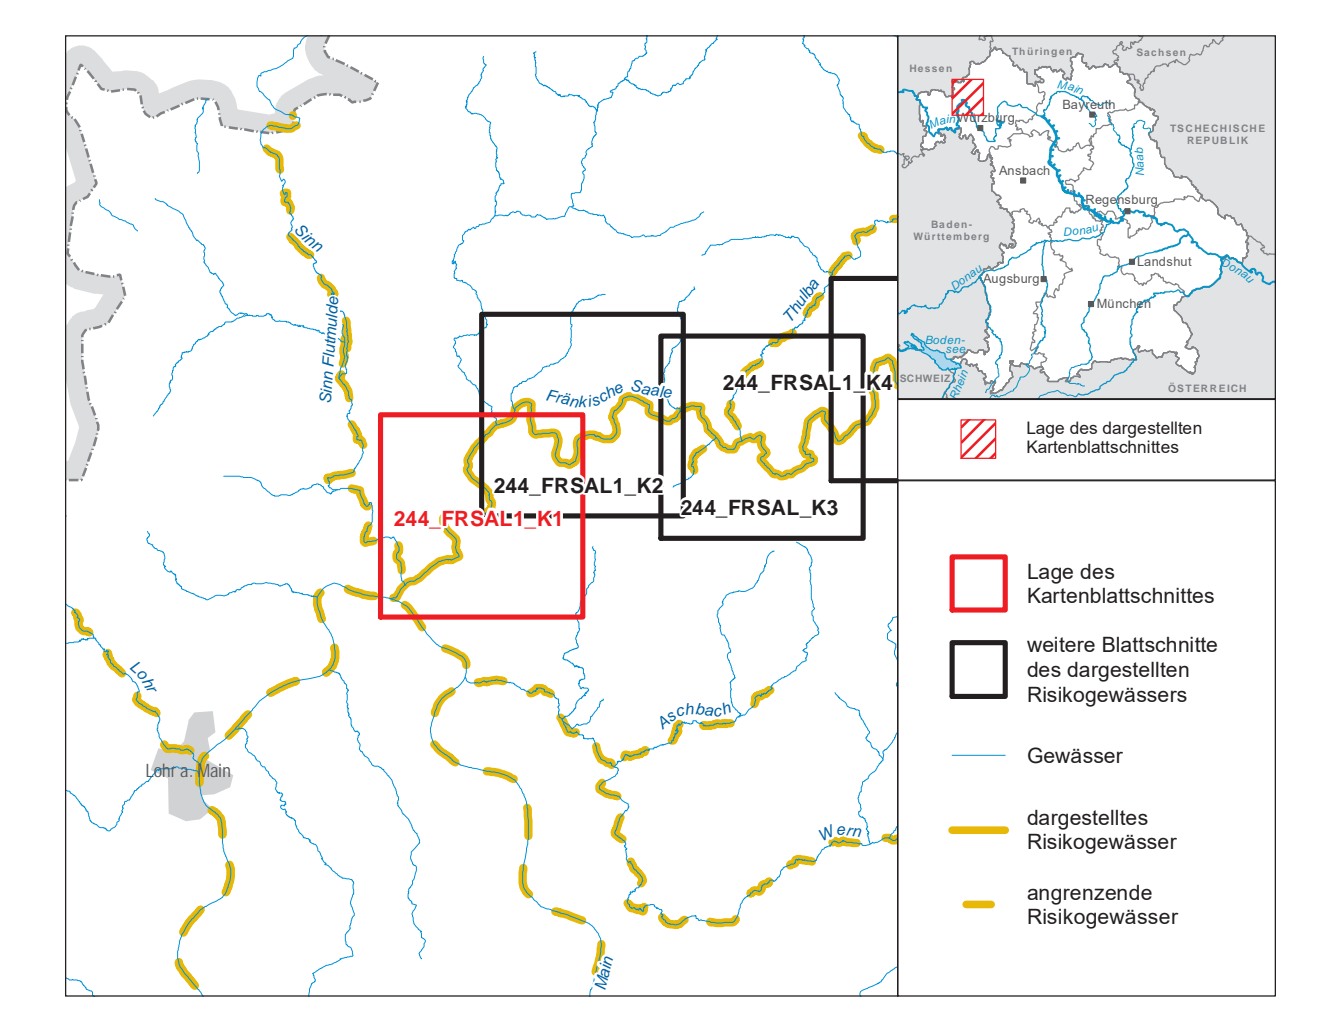 Sinn
Sinn Flutmulde
Thulba
Fränkische Saale
244_FRSAL1_K4
244_FRSAL1_K2
244_FRSAL_K3
244_FRSAL1_K1
Lohr
Aschbach
Lohr a. Main
Wern
Main
Thüringen
Sachsen
Hessen
Main
Bayreuth
Main
Würzburg
TSCHECHISCHE
REPUBLIK
Naab
Ansbach
Regensburg
Baden-
Württemberg
Donau
Landshut
Donau
Augsburg
Donau
München
Boden-
see
SCHWEIZ
Rhein
ÖSTERREICH
Lage des dargestellten
Kartenblattschnittes
Lage des
Kartenblattschnittes
weitere Blattschnitte
des dargestellten
Risikogewässers
Gewässer
dargestelltes
Risikogewässer
angrenzende
Risikogewässer